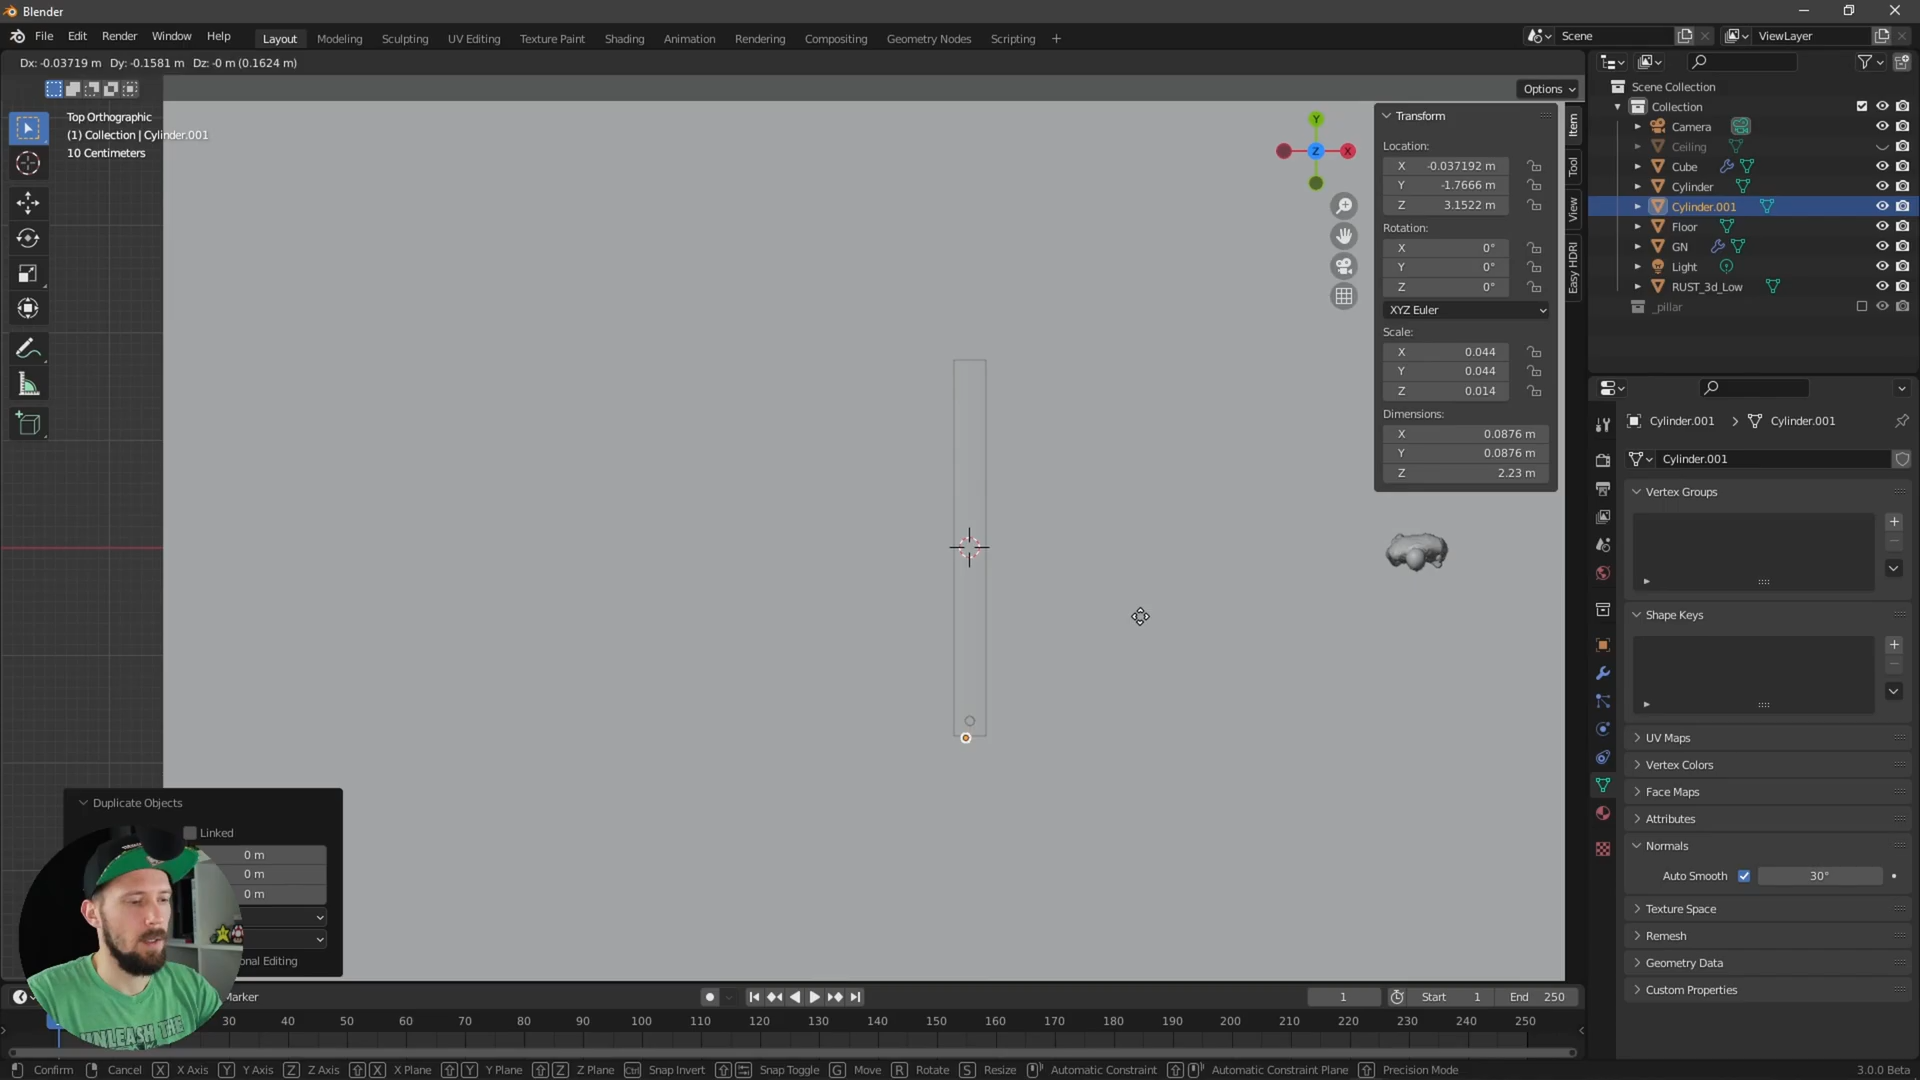 Blender
File Edit Render Window Help
Layout Modeling Sculpting UV Editing Texture Paint Shading Animation Rendering Compositing Geometry Nodes Scripting +
Scene
ViewLayer
Dx: -0.03719 m Dy: -0.1581 m Dz: -0 m (0.1624 m)
Options
Top Orthographic
(1) Collection | Cylinder.001
10 Centimeters
Y
Z
X
Transform
Location:
X -0.037192 m
Y -1.7666 m
Z 3.1522 m
Rotation:
X 0°
Y 0°
Z 0°
XYZ Euler
Scale:
X 0.044
Y 0.044
Z 0.014
Dimensions:
X 0.0876 m
Y 0.0876 m
Z 2.23 m
Item
Tool
View
Easy HDRI
Scene Collection
Collection
Camera
Ceiling
Cube
Cylinder
Cylinder.001
Floor
GN
Light
RUST_3d_Low
_pillar
Cylinder.001 > Cylinder.001
Cylinder.001
Vertex Groups
Shape Keys
UV Maps
Vertex Colors
Face Maps
Attributes
Normals
Auto Smooth 30°
Texture Space
Remesh
Geometry Data
Custom Properties
Duplicate Objects
Linked
0 m
0 m
0 m
onal Editing
UNLEASH THE
Marker
1 Start 1 End 250
30 40 50 60 70 80 90 100 110 120 130 140 150 160 170 180 190 200 210 220 230 240 250
Confirm Cancel X X Axis Y Y Axis Z Z Axis X X Plane Y Y Plane Z Z Plane Ctrl Snap Invert Snap Toggle G Move R Rotate S Resize Automatic Constraint Automatic Constraint Plane Precision Mode 3.0.0 Beta